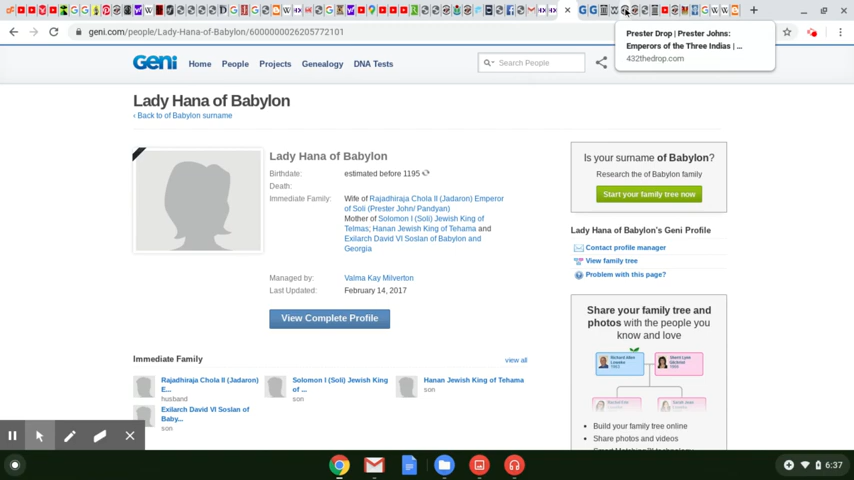 geni.com/people/Lady-Hana-of-Babylon/6000000026205772101
Prester Drop | Prester Johns:
Emperors of the Three Indias | ...
432thedrop.com
Geni
Home People Projects Genealogy DNA Tests
Search People
Lady Hana of Babylon
‹ Back to of Babylon surname
Lady Hana of Babylon
Birthdate: estimated before 1195
Death:
Immediate Family: Wife of Rajadhiraja Chola II (Jadaron) Emperor
of Soli (Prester John/ Pandyan)
Mother of Solomon I (Soli) Jewish King of
Telmas; Hanan Jewish King of Tehama and
Exilarch David VI Soslan of Babylon and
Georgia
Managed by: Valma Kay Milverton
Last Updated: February 14, 2017
View Complete Profile
Immediate Family view all
Rajadhiraja Chola II (Jadaron)
E...
husband
Solomon I (Soli) Jewish King
of ...
son
Hanan Jewish King of Tehama
son
Exilarch David VI Soslan of
Baby...
son
Is your surname of Babylon?
Research the of Babylon family
Start your family tree now
Lady Hana of Babylon's Geni Profile
Contact profile manager
View family tree
Problem with this page?
Share your family tree and
photos with the people you
know and love
Build your family tree online
Share photos and videos
6:37